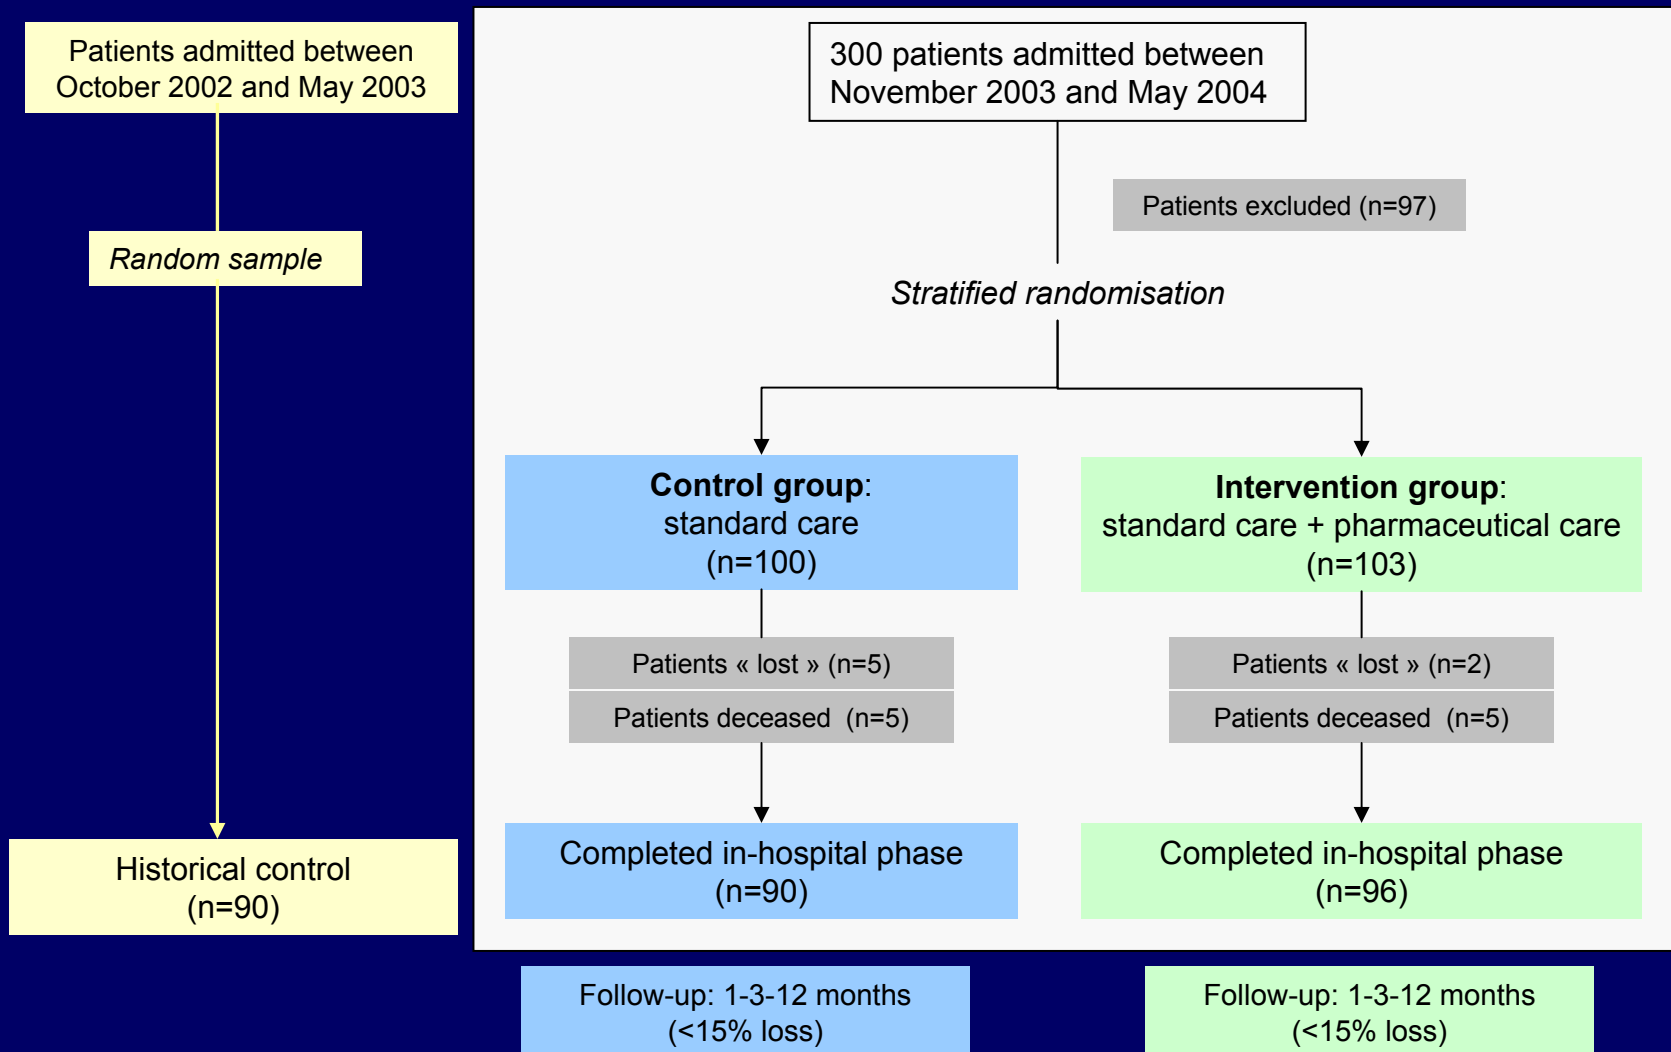 Patients admitted between
October 2002 and May 2003
Random sample
Historical control
(n=90)
300 patients admitted between
November 2003 and May 2004
Patients excluded (n=97)
Stratified randomisation
Control group:
standard care
(n=100)
Intervention group:
standard care + pharmaceutical care
(n=103)
Patients « lost » (n=5)
Patients deceased (n=5)
Patients « lost » (n=2)
Patients deceased (n=5)
Completed in-hospital phase
(n=90)
Completed in-hospital phase
(n=96)
Follow-up: 1-3-12 months
(<15% loss)
Follow-up: 1-3-12 months
(<15% loss)